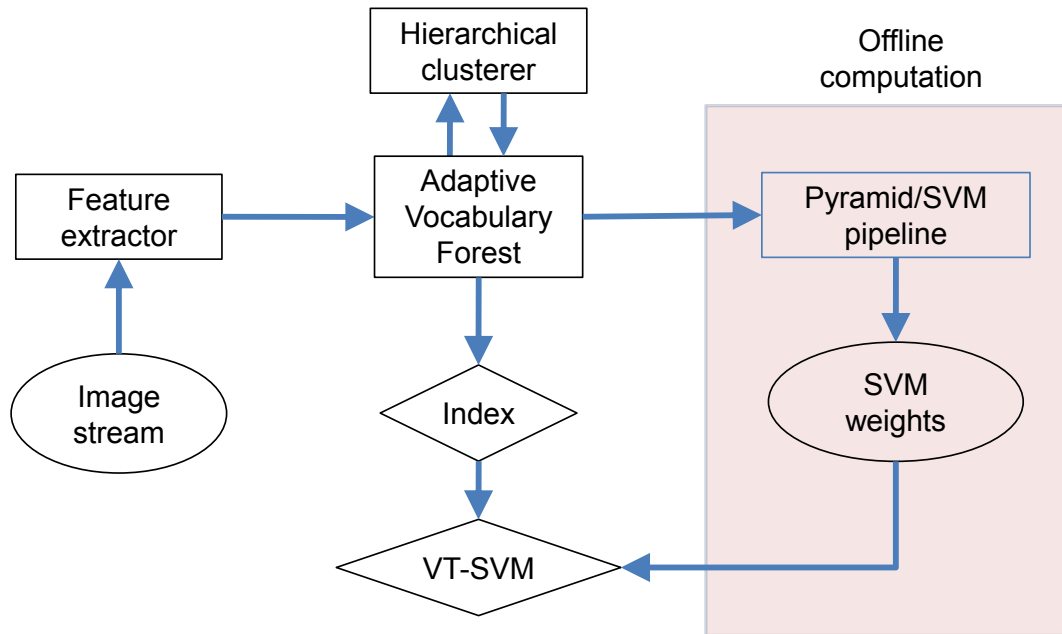 Hierarchical
clusterer
Offline
computation
Feature
extractor
Adaptive
Vocabulary
Forest
Pyramid/SVM
pipeline
Image
stream
Index
SVM
weights
VT-SVM